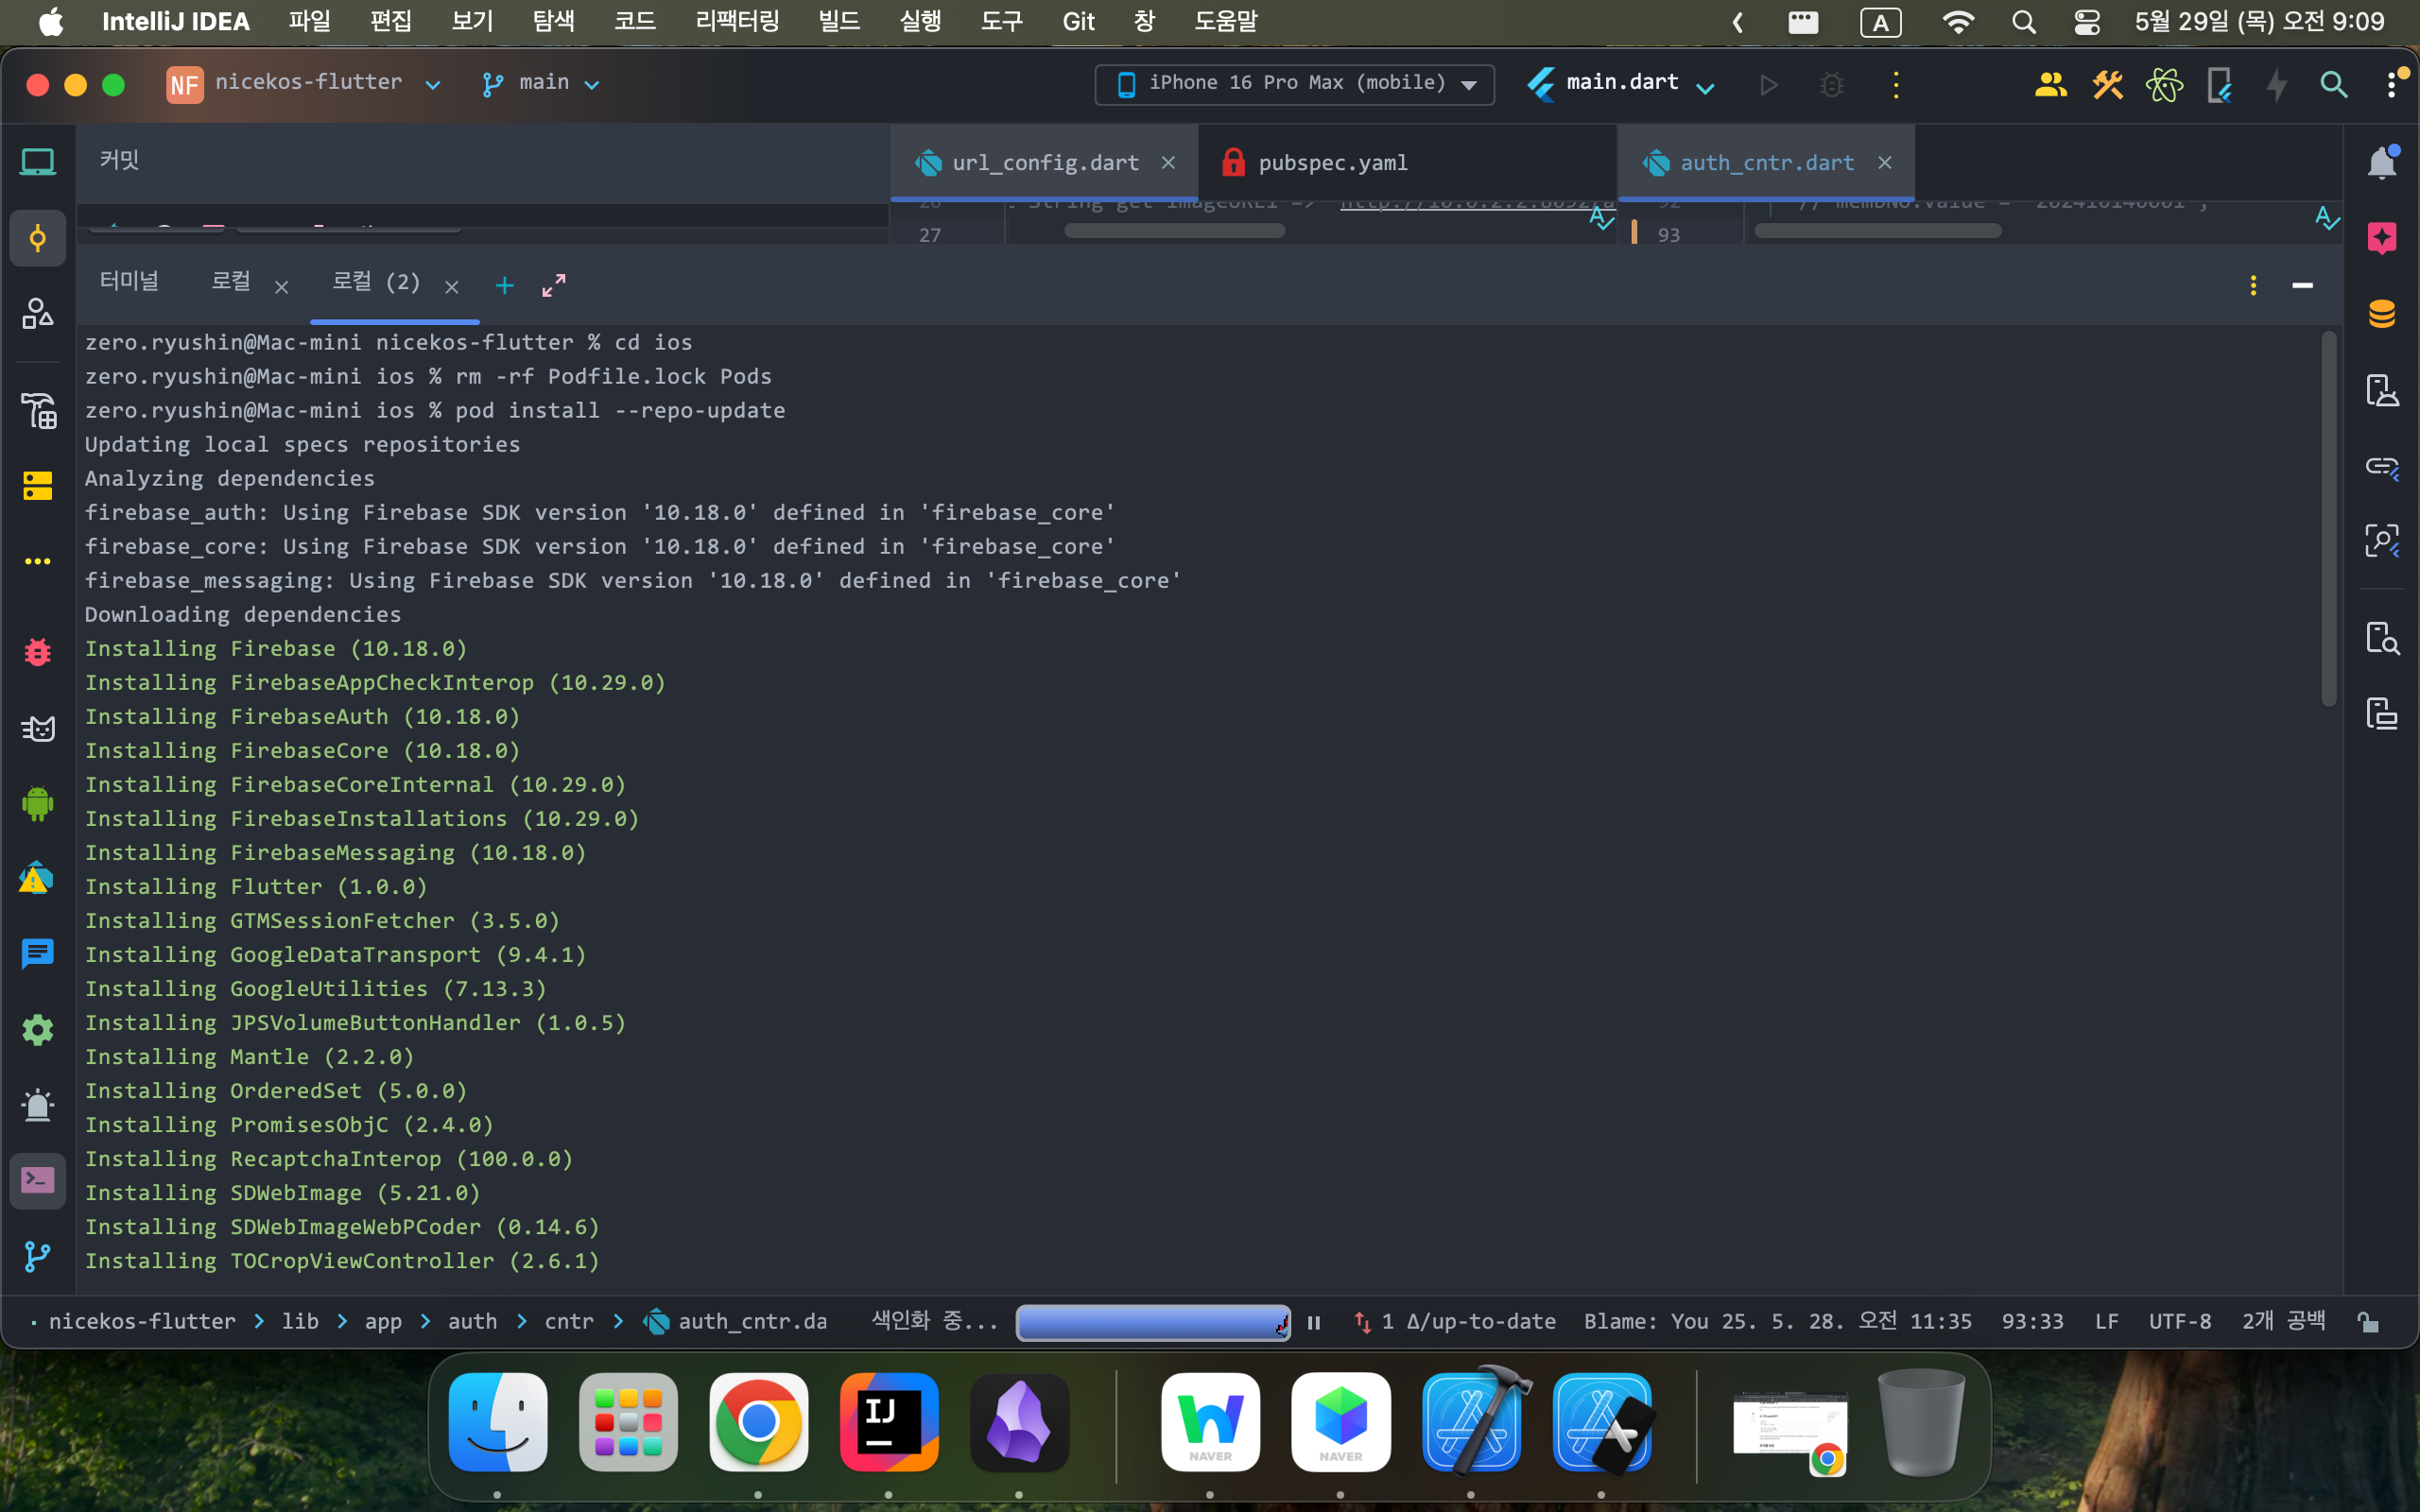 IntelliJ IDEA 파일 편집 보기 탐색 코드 리팩터링 빌드 실행 도구 Git 창 도움말 A 5월 29일 (목) 오전 9:09
NF nicekos-flutter main iPhone 16 Pro Max (mobile) main.dart
커밋 url_config.dart pubspec.yaml auth_cntr.dart
27 93
터미널 로컬 로컬 (2)
zero.ryushin@Mac-mini nicekos-flutter % cd ios
zero.ryushin@Mac-mini ios % rm -rf Podfile.lock Pods
zero.ryushin@Mac-mini ios % pod install --repo-update
Updating local specs repositories
Analyzing dependencies
firebase_auth: Using Firebase SDK version '10.18.0' defined in 'firebase_core'
firebase_core: Using Firebase SDK version '10.18.0' defined in 'firebase_core'
firebase_messaging: Using Firebase SDK version '10.18.0' defined in 'firebase_core'
Downloading dependencies
Installing Firebase (10.18.0)
Installing FirebaseAppCheckInterop (10.29.0)
Installing FirebaseAuth (10.18.0)
Installing FirebaseCore (10.18.0)
Installing FirebaseCoreInternal (10.29.0)
Installing FirebaseInstallations (10.29.0)
Installing FirebaseMessaging (10.18.0)
Installing Flutter (1.0.0)
Installing GTMSessionFetcher (3.5.0)
Installing GoogleDataTransport (9.4.1)
Installing GoogleUtilities (7.13.3)
Installing JPSVolumeButtonHandler (1.0.5)
Installing Mantle (2.2.0)
Installing OrderedSet (5.0.0)
Installing PromisesObjC (2.4.0)
Installing RecaptchaInterop (100.0.0)
Installing SDWebImage (5.21.0)
Installing SDWebImageWebPCoder (0.14.6)
Installing TOCropViewController (2.6.1)
nicekos-flutter > lib > app > auth > cntr > auth_cntr.da 색인화 중... 1 Δ/up-to-date Blame: You 25. 5. 28. 오전 11:35 93:33 LF UTF-8 2개 공백
IJ NAVER NAVER